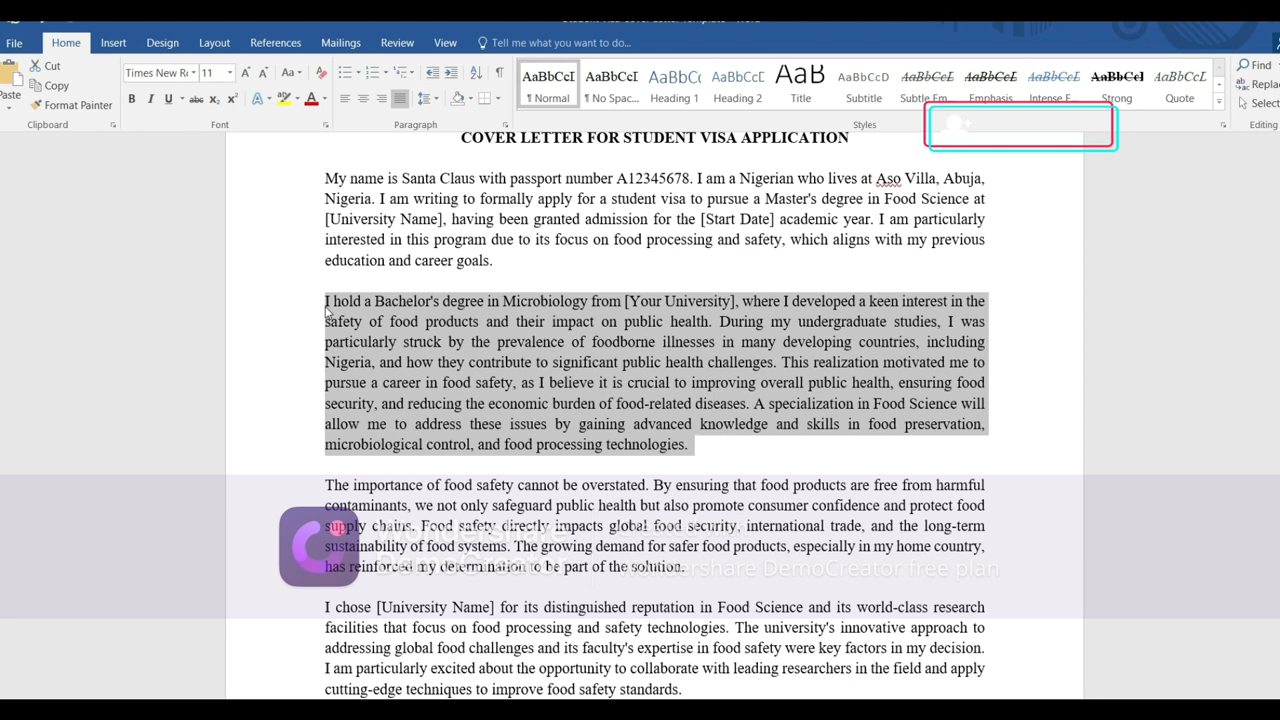 File Home Insert Design Layout References Mailings Review View Tell me what you want to do...
Cut
Copy
Format Painter
Paste
Clipboard
Times New Ro 11
Font
Paragraph
AaBbCcI AaBbCcI AaBbC( AaBbCcC AaB AaBbCcD AaBbCcL AaBbCcL AaBbCcL AaBbCcI AaBbCcL
¶ Normal ¶ No Spac... Heading 1 Heading 2 Title Subtitle Subtle Em... Emphasis Intense E... Strong Quote
Styles
Find
Replace
Select
Editing
COVER LETTER FOR STUDENT VISA APPLICATION
My name is Santa Claus with passport number A12345678. I am a Nigerian who lives at Aso Villa, Abuja,
Nigeria. I am writing to formally apply for a student visa to pursue a Master's degree in Food Science at
[University Name], having been granted admission for the [Start Date] academic year. I am particularly
interested in this program due to its focus on food processing and safety, which aligns with my previous
education and career goals.
I hold a Bachelor's degree in Microbiology from [Your University], where I developed a keen interest in the
safety of food products and their impact on public health. During my undergraduate studies, I was
particularly struck by the prevalence of foodborne illnesses in many developing countries, including
Nigeria, and how they contribute to significant public health challenges. This realization motivated me to
pursue a career in food safety, as I believe it is crucial to improving overall public health, ensuring food
security, and reducing the economic burden of food-related diseases. A specialization in Food Science will
allow me to address these issues by gaining advanced knowledge and skills in food preservation,
microbiological control, and food processing technologies.
The importance of food safety cannot be overstated. By ensuring that food products are free from harmful
contaminants, we not only safeguard public health but also promote consumer confidence and protect food
supply chains. Food safety directly impacts global food security, international trade, and the long-term
sustainability of food systems. The growing demand for safer food products, especially in my home country,
has reinforced my determination to be part of the solution.
Wondershare
DemoCreator
Created with
Wondershare DemoCreator free plan
I chose [University Name] for its distinguished reputation in Food Science and its world-class research
facilities that focus on food processing and safety technologies. The university's innovative approach to
addressing global food challenges and its faculty's expertise in food safety were key factors in my decision.
I am particularly excited about the opportunity to collaborate with leading researchers in the field and apply
cutting-edge techniques to improve food safety standards.